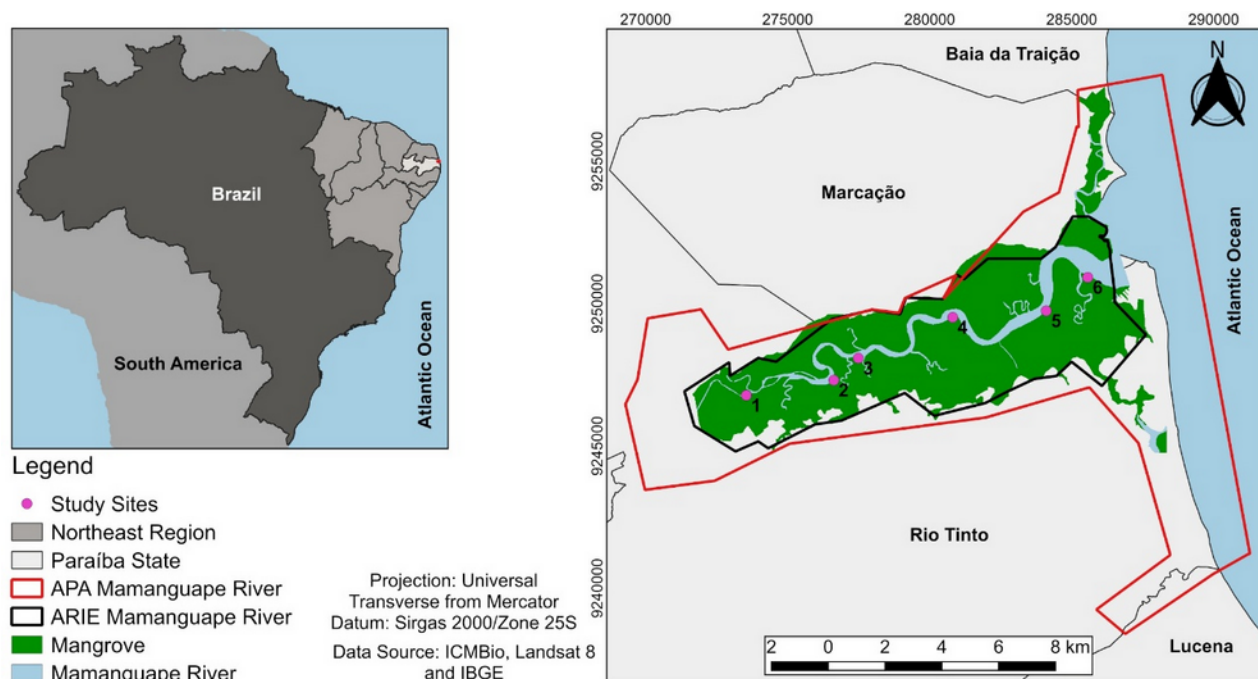 Brazil
South America
Atlantic Ocean
Legend
Study Sites
Northeast Region
Paraíba State
APA Mamanguape River
ARIE Mamanguape River
Mangrove
Mamanguape River
Projection: Universal
Transverse from Mercator
Datum: Sirgas 2000/Zone 25S
Data Source: ICMBio, Landsat 8
and IBGE
270000 275000 280000 285000 290000
9255000
9250000
9245000
9240000
Baia da Traição
N
Marcação
Atlantic Ocean
1
2
3
4
5
6
Rio Tinto
Lucena
2 0 2 4 6 8 km